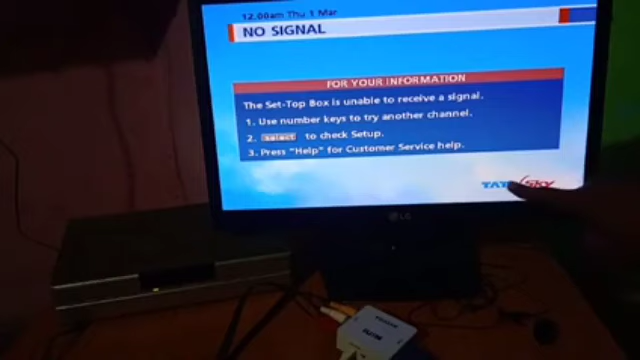 12.00am Thu 1 Mar
NO SIGNAL
FOR YOUR INFORMATION
The Set-Top Box is unable to receive a signal.
1. Use number keys to try another channel.
2. select to check Setup.
3. Press "Help" for Customer Service help.
TATA SKY
LG